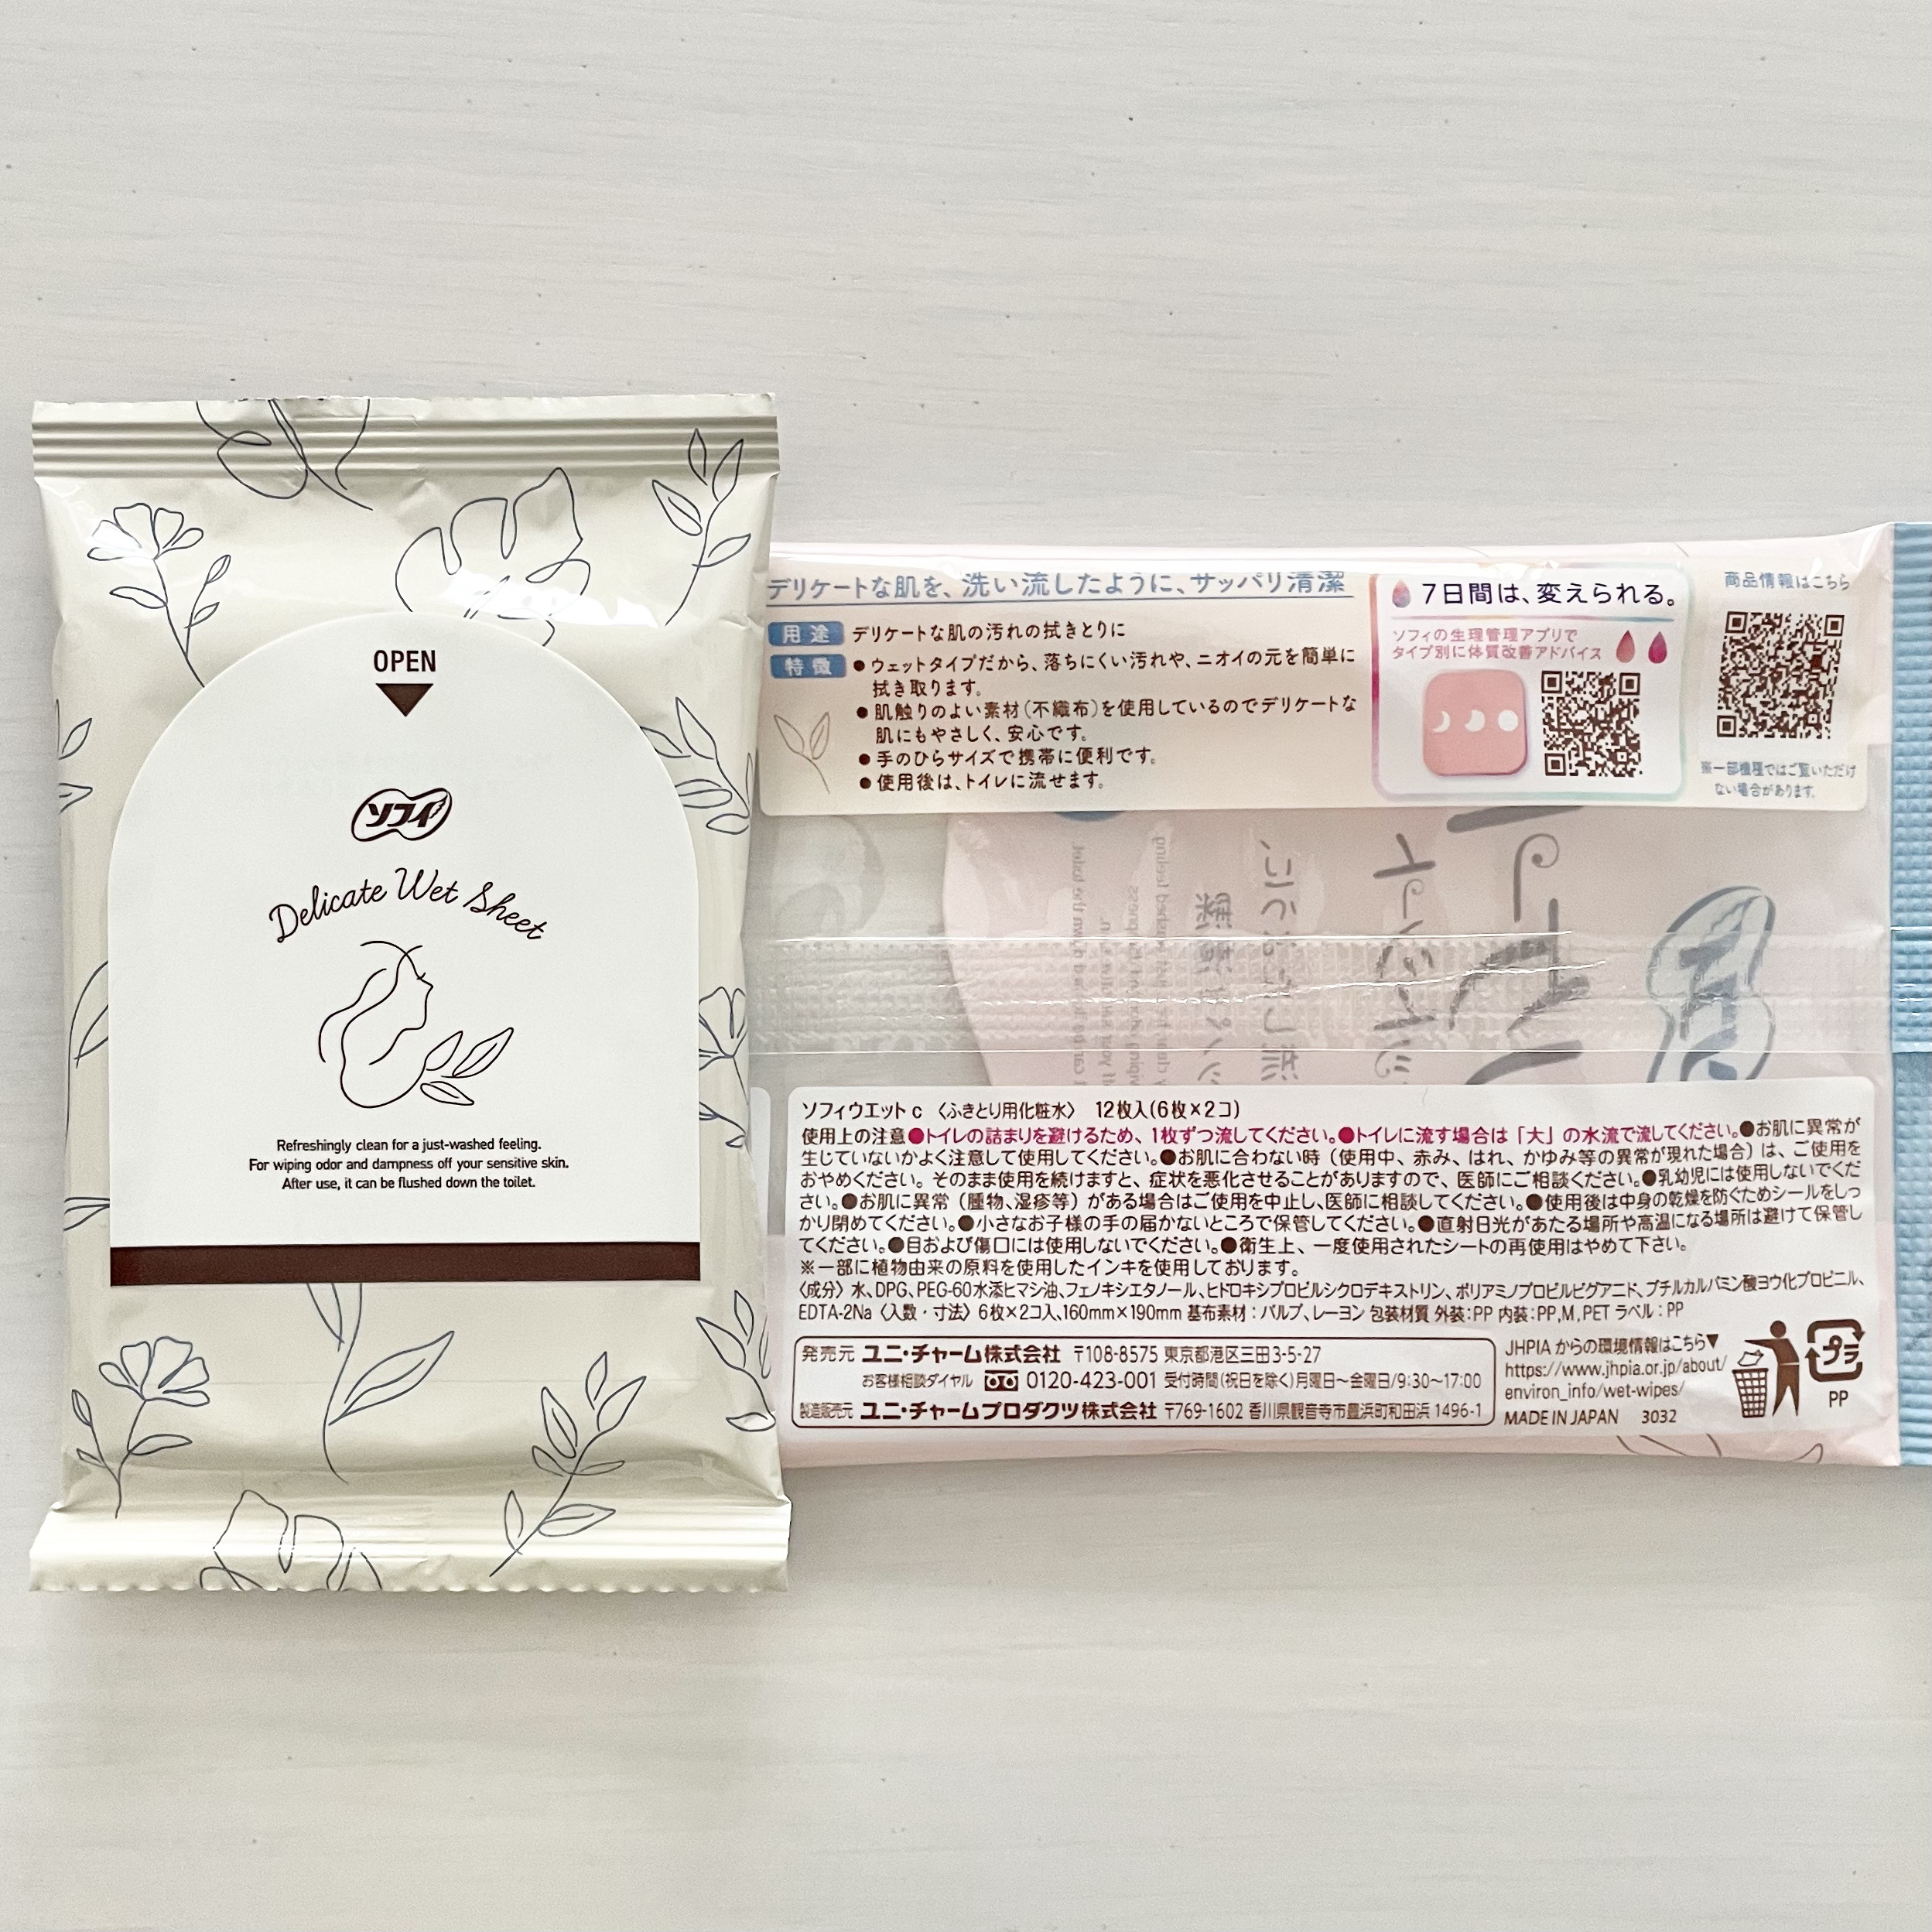 OPEN
ソフィ
Delicate Wet Sheet
Refreshingly clean for a just-washed feeling.
For wiping odor and dampness off your sensitive skin.
After use, it can be flushed down the toilet.
デリケートな肌を、洗い流したように、サッパリ清潔
用途 デリケートな肌の汚れの拭きとりに
特徴 ●ウェットタイプだから、落ちにくい汚れや、ニオイの元を簡単に
拭き取ります。
●肌触りのよい素材(不織布)を使用しているのでデリケートな
肌にもやさしく、安心です。
●手のひらサイズで携帯に便利です。
●使用後は、トイレに流せます。
7日間は、変えられる。
ソフィの生理管理アプリで
タイプ別に体質改善アドバイス
商品情報はこちら
※一部機種ではご覧いただけ
ない場合があります。
ソフィウエット c 〈ふきとり用化粧水〉 12枚入(6枚×2コ)
使用上の注意●トイレの詰まりを避けるため、1枚ずつ流してください。●トイレに流す場合は「大」の水流で流してください。●お肌に異常が
生じていないかよく注意して使用してください。●お肌に合わない時(使用中、赤み、はれ、かゆみ等の異常が現れた場合)は、ご使用を
おやめください。そのまま使用を続けますと、症状を悪化させることがありますので、医師にご相談ください。●乳幼児には使用しないでくだ
さい。●お肌に異常(腫物、湿疹等)がある場合はご使用を中止し、医師に相談してください。●使用後は中身の乾燥を防ぐためシールをしっ
かり閉めてください。●小さなお子様の手の届かないところで保管してください。●直射日光があたる場所や高温になる場所は避けて保管し
てください。●目および傷口には使用しないでください。●衛生上、一度使用されたシートの再使用はやめて下さい。
※一部に植物由来の原料を使用したインキを使用しております。
〈成分〉水、DPG、PEG-60水添ヒマシ油、フェノキシエタノール、ヒドロキシプロピルシクロデキストリン、ポリアミノプロピルビグアニド、ブチルカルバミン酸ヨウ化プロピニル、
EDTA-2Na〈入数・寸法〉6枚×2コ入、160mm×190mm 基布素材:パルプ、レーヨン 包装材質 外装:PP 内装:PP,M,PET ラベル:PP
発売元 ユニ・チャーム株式会社 〒108-8575 東京都港区三田3-5-27
お客様相談ダイヤル 0120-423-001 受付時間(祝日を除く)月曜日〜金曜日/9:30〜17:00
製造販売元 ユニ・チャームプロダクツ株式会社 〒769-1602 香川県観音寺市豊浜町和田浜 1496-1
JHPIA からの環境情報はこちら▼
https://www.jhpia.or.jp/about/
environ_info/wet-wipes/
MADE IN JAPAN 3032
プラ
PP